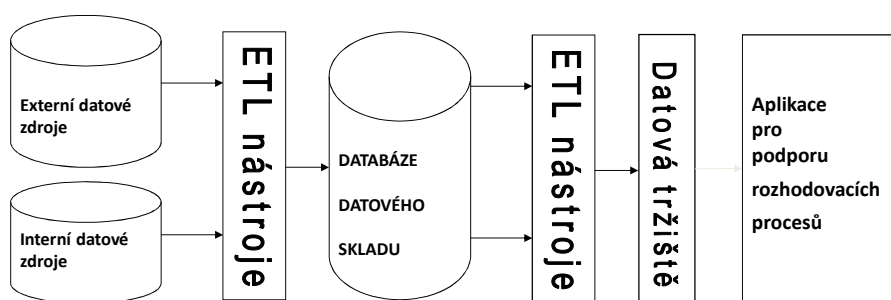 Externí datové
zdroje
Interní datové
zdroje
ETL nástroje
DATABÁZE
DATOVÉHO
SKLADU
ETL nástroje
Datová tržiště
Aplikace
pro
podporu
rozhodovacích
procesů